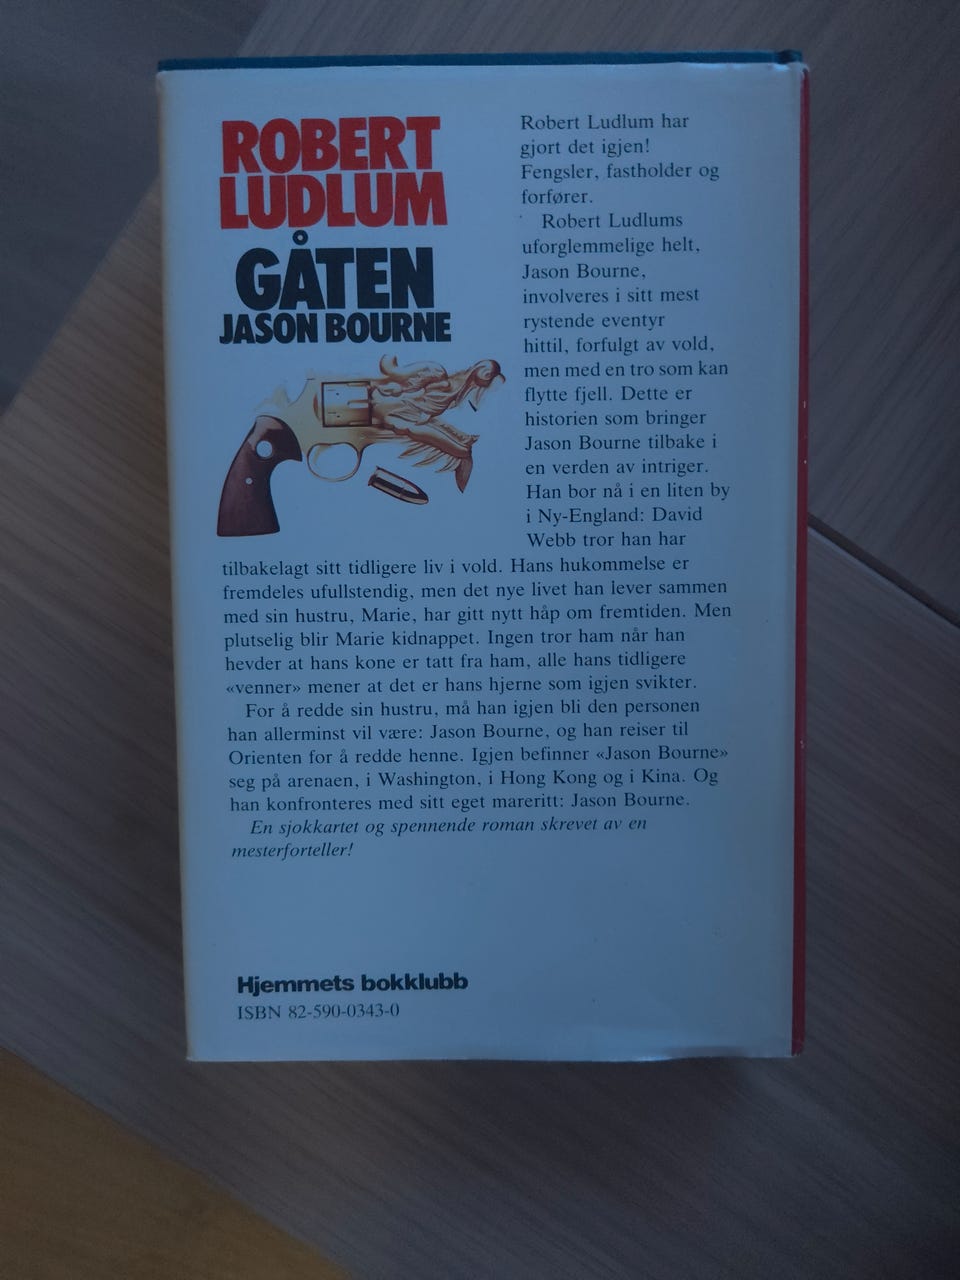 ROBERT
LUDLUM
GÅTEN
JASON BOURNE
Robert Ludlum har
gjort det igjen!
Fengsler, fastholder og
forfører.
Robert Ludlums
uforglemmelige helt,
Jason Bourne,
involveres i sitt mest
rystende eventyr
hittil, forfulgt av vold,
men med en tro som kan
flytte fjell. Dette er
historien som bringer
Jason Bourne tilbake i
en verden av intriger.
Han bor nå i en liten by
i Ny-England: David
Webb tror han har
tilbakelagt sitt tidligere liv i vold. Hans hukommelse er
fremdeles ufullstendig, men det nye livet han lever sammen
med sin hustru, Marie, har gitt nytt håp om fremtiden. Men
plutselig blir Marie kidnappet. Ingen tror ham når han
hevder at hans kone er tatt fra ham, alle hans tidligere
«venner» mener at det er hans hjerne som igjen svikter.
For å redde sin hustru, må han igjen bli den personen
han allerminst vil være: Jason Bourne, og han reiser til
Orienten for å redde henne. Igjen befinner «Jason Bourne»
seg på arenaen, i Washington, i Hong Kong og i Kina. Og
han konfronteres med sitt eget mareritt: Jason Bourne.
En sjokkartet og spennende roman skrevet av en
mesterforteller!
Hjemmets bokklubb
ISBN 82-590-0343-0